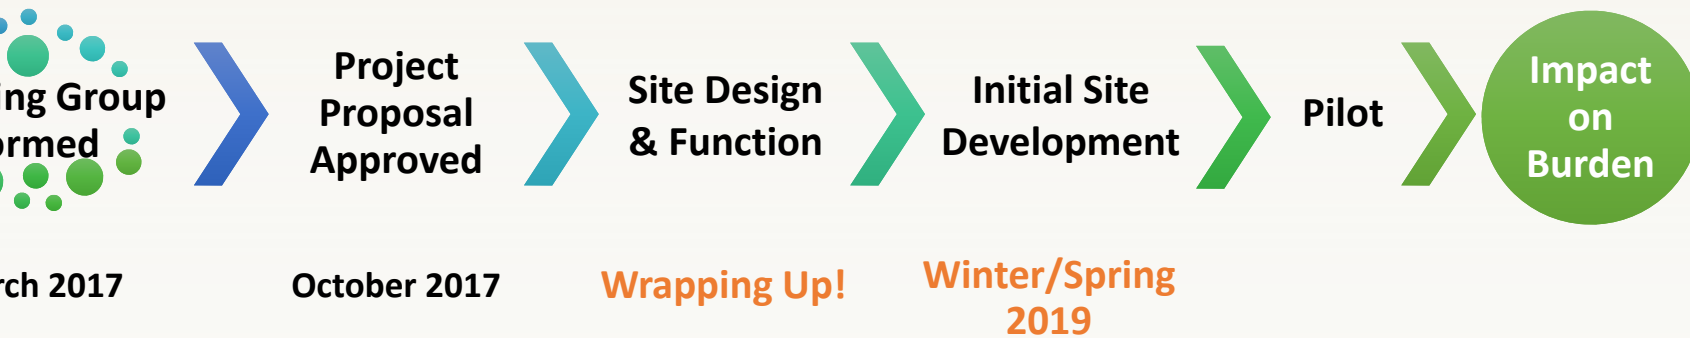 ing Group
ormed
Project
Proposal
Approved
Site Design
& Function
Initial Site
Development
Pilot
Impact
on
Burden
rch 2017
October 2017
Wrapping Up!
Winter/Spring
2019